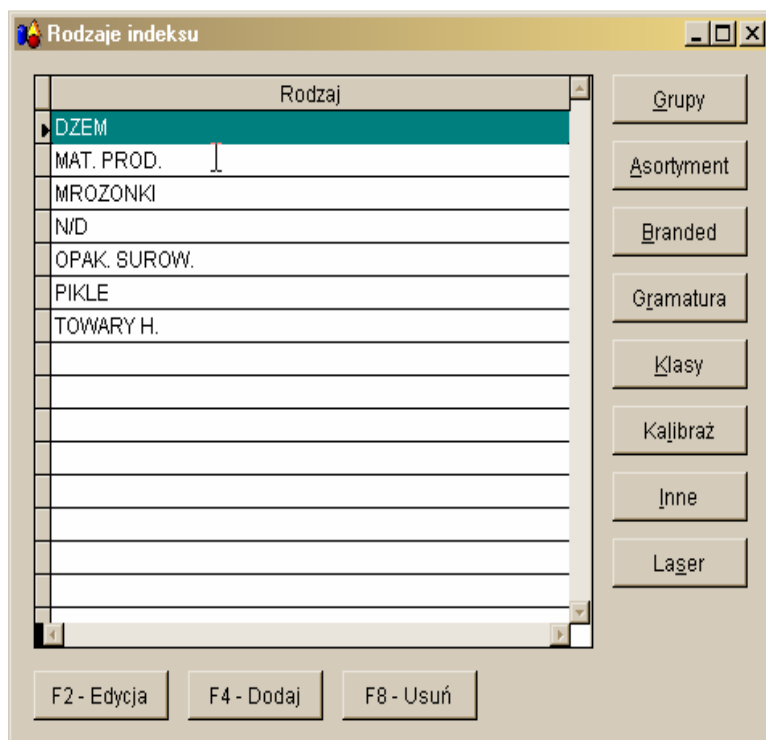 Rodzaje indeksu
Rodzaj
DZEM
MAT. PROD.
MROZONKI
N/D
OPAK. SUROW.
PIKLE
TOWARY H.
Grupy
Asortyment
Branded
Gramatura
Klasy
Kalibraż
Inne
Laser
F2 - Edycja
F4 - Dodaj
F8 - Usuń